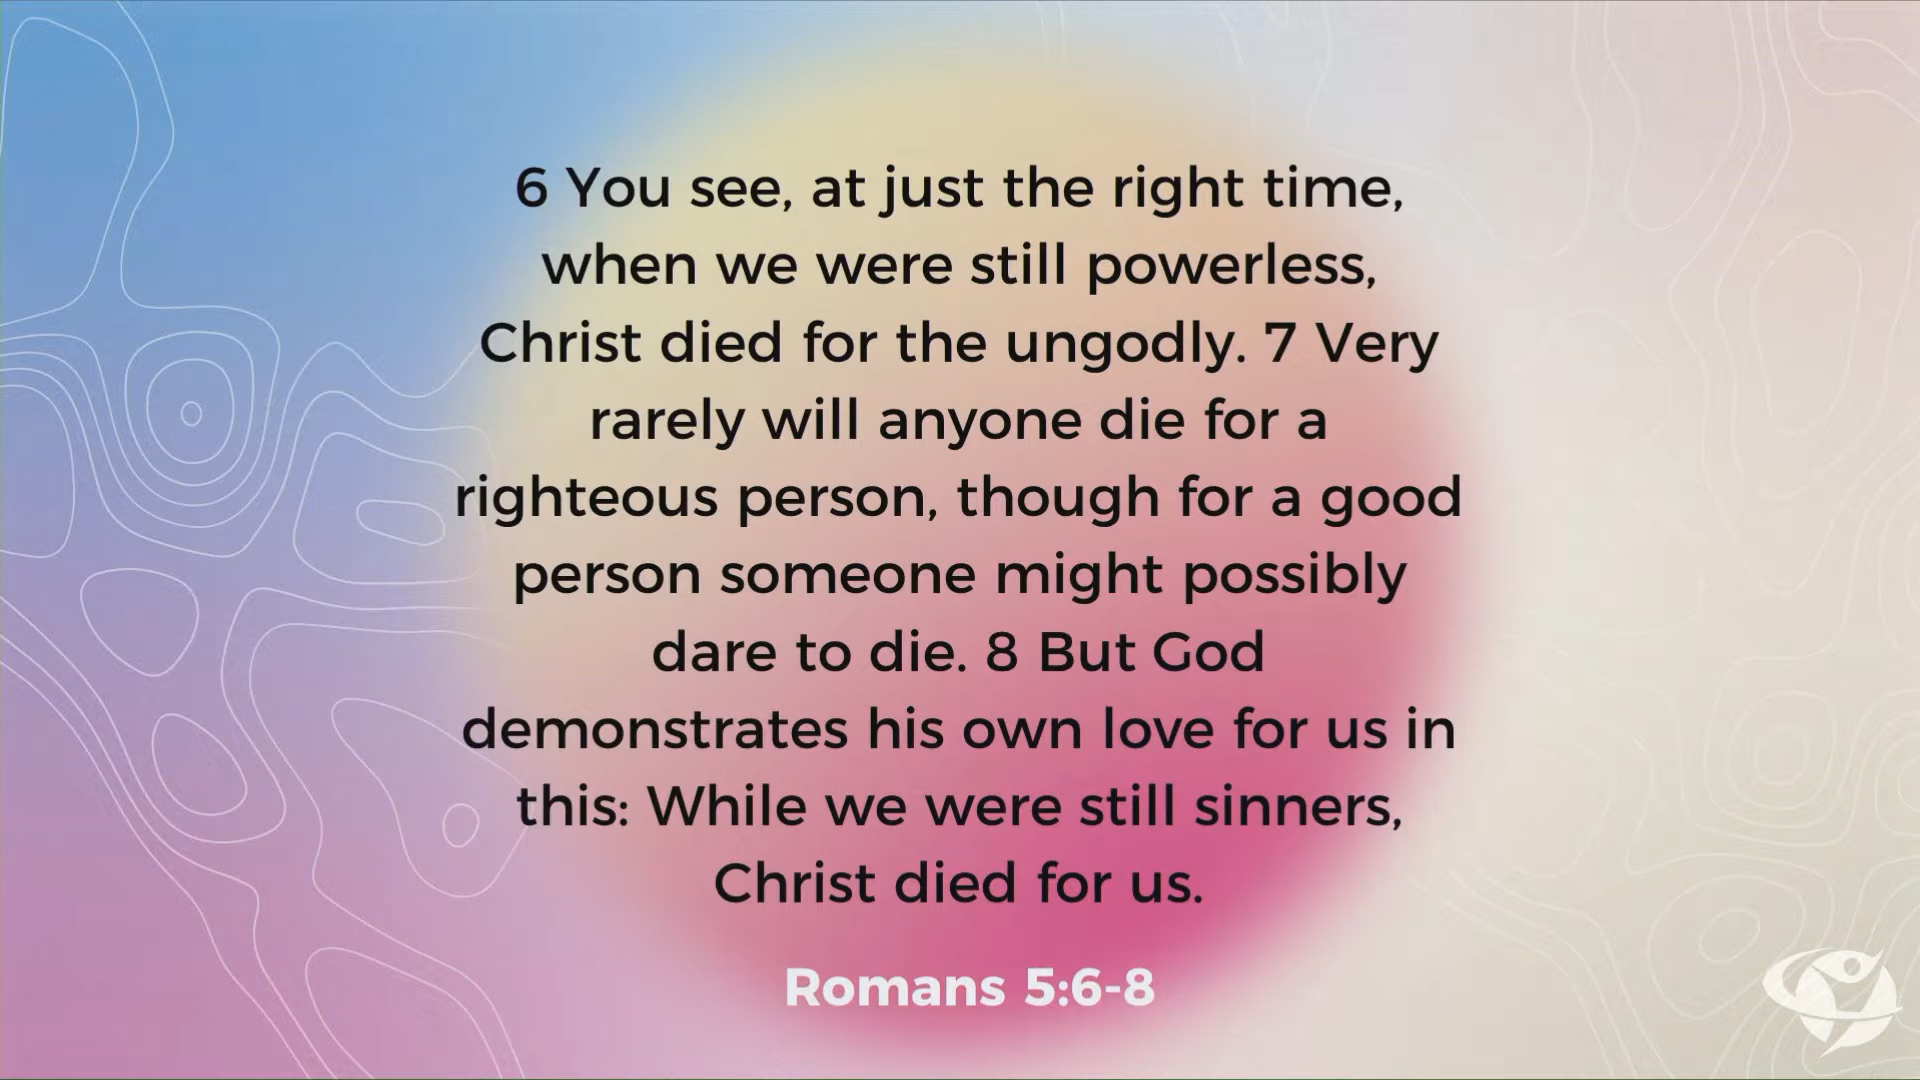 6 You see, at just the right time,
when we were still powerless,
Christ died for the ungodly. 7 Very
rarely will anyone die for a
righteous person, though for a good
person someone might possibly
dare to die. 8 But God
demonstrates his own love for us in
this: While we were still sinners,
Christ died for us.
Romans 5:6-8